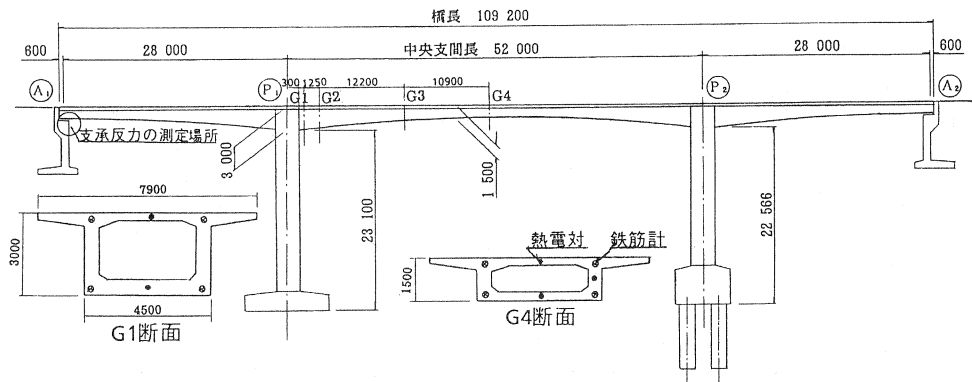 橋長 109 200
600
28 000
中央支間長 52 000
28 000
600
300 1250 12200 10900
A₁
P₁
G1 G2 G3 G4
P₂
A₂
支承反力の測定場所
3 000
1 500
23 100
22 566
7900
3000
4500
G1断面
熱電対
鉄筋計
1500
G4断面